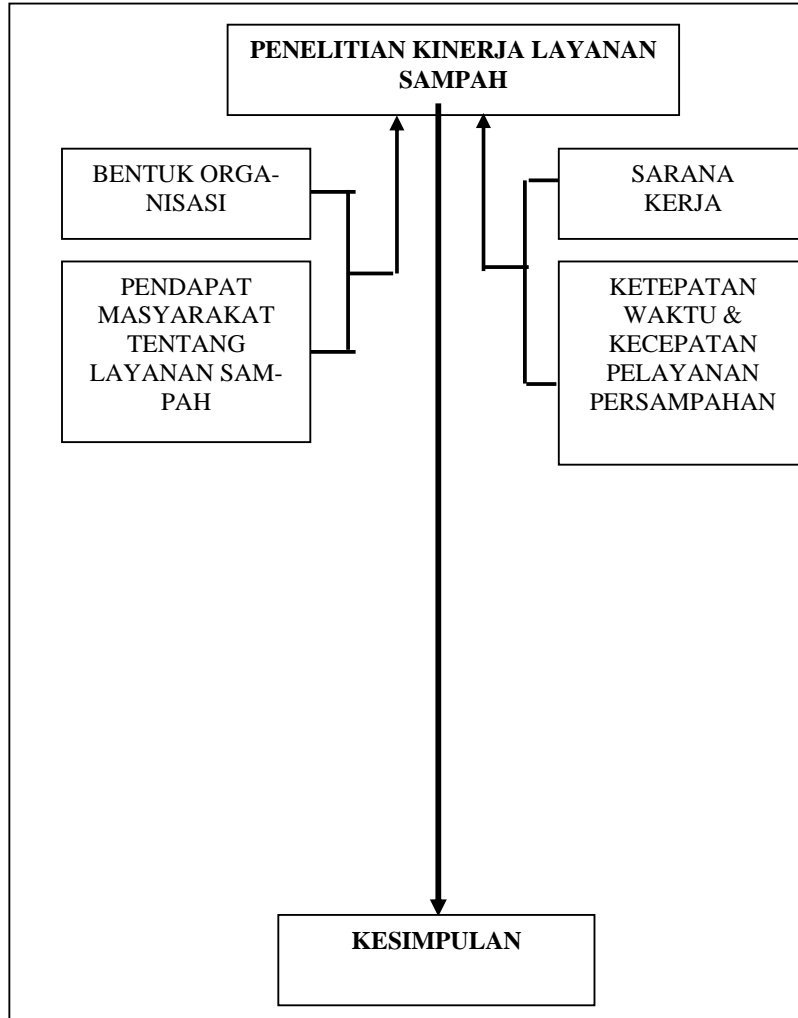 PENELITIAN KINERJA LAYANAN
SAMPAH
BENTUK ORGA-
NISASI
SARANA
KERJA
PENDAPAT
MASYARAKAT
TENTANG
LAYANAN SAM-
PAH
KETEPATAN
WAKTU &
KECEPATAN
PELAYANAN
PERSAMPAHAN
KESIMPULAN